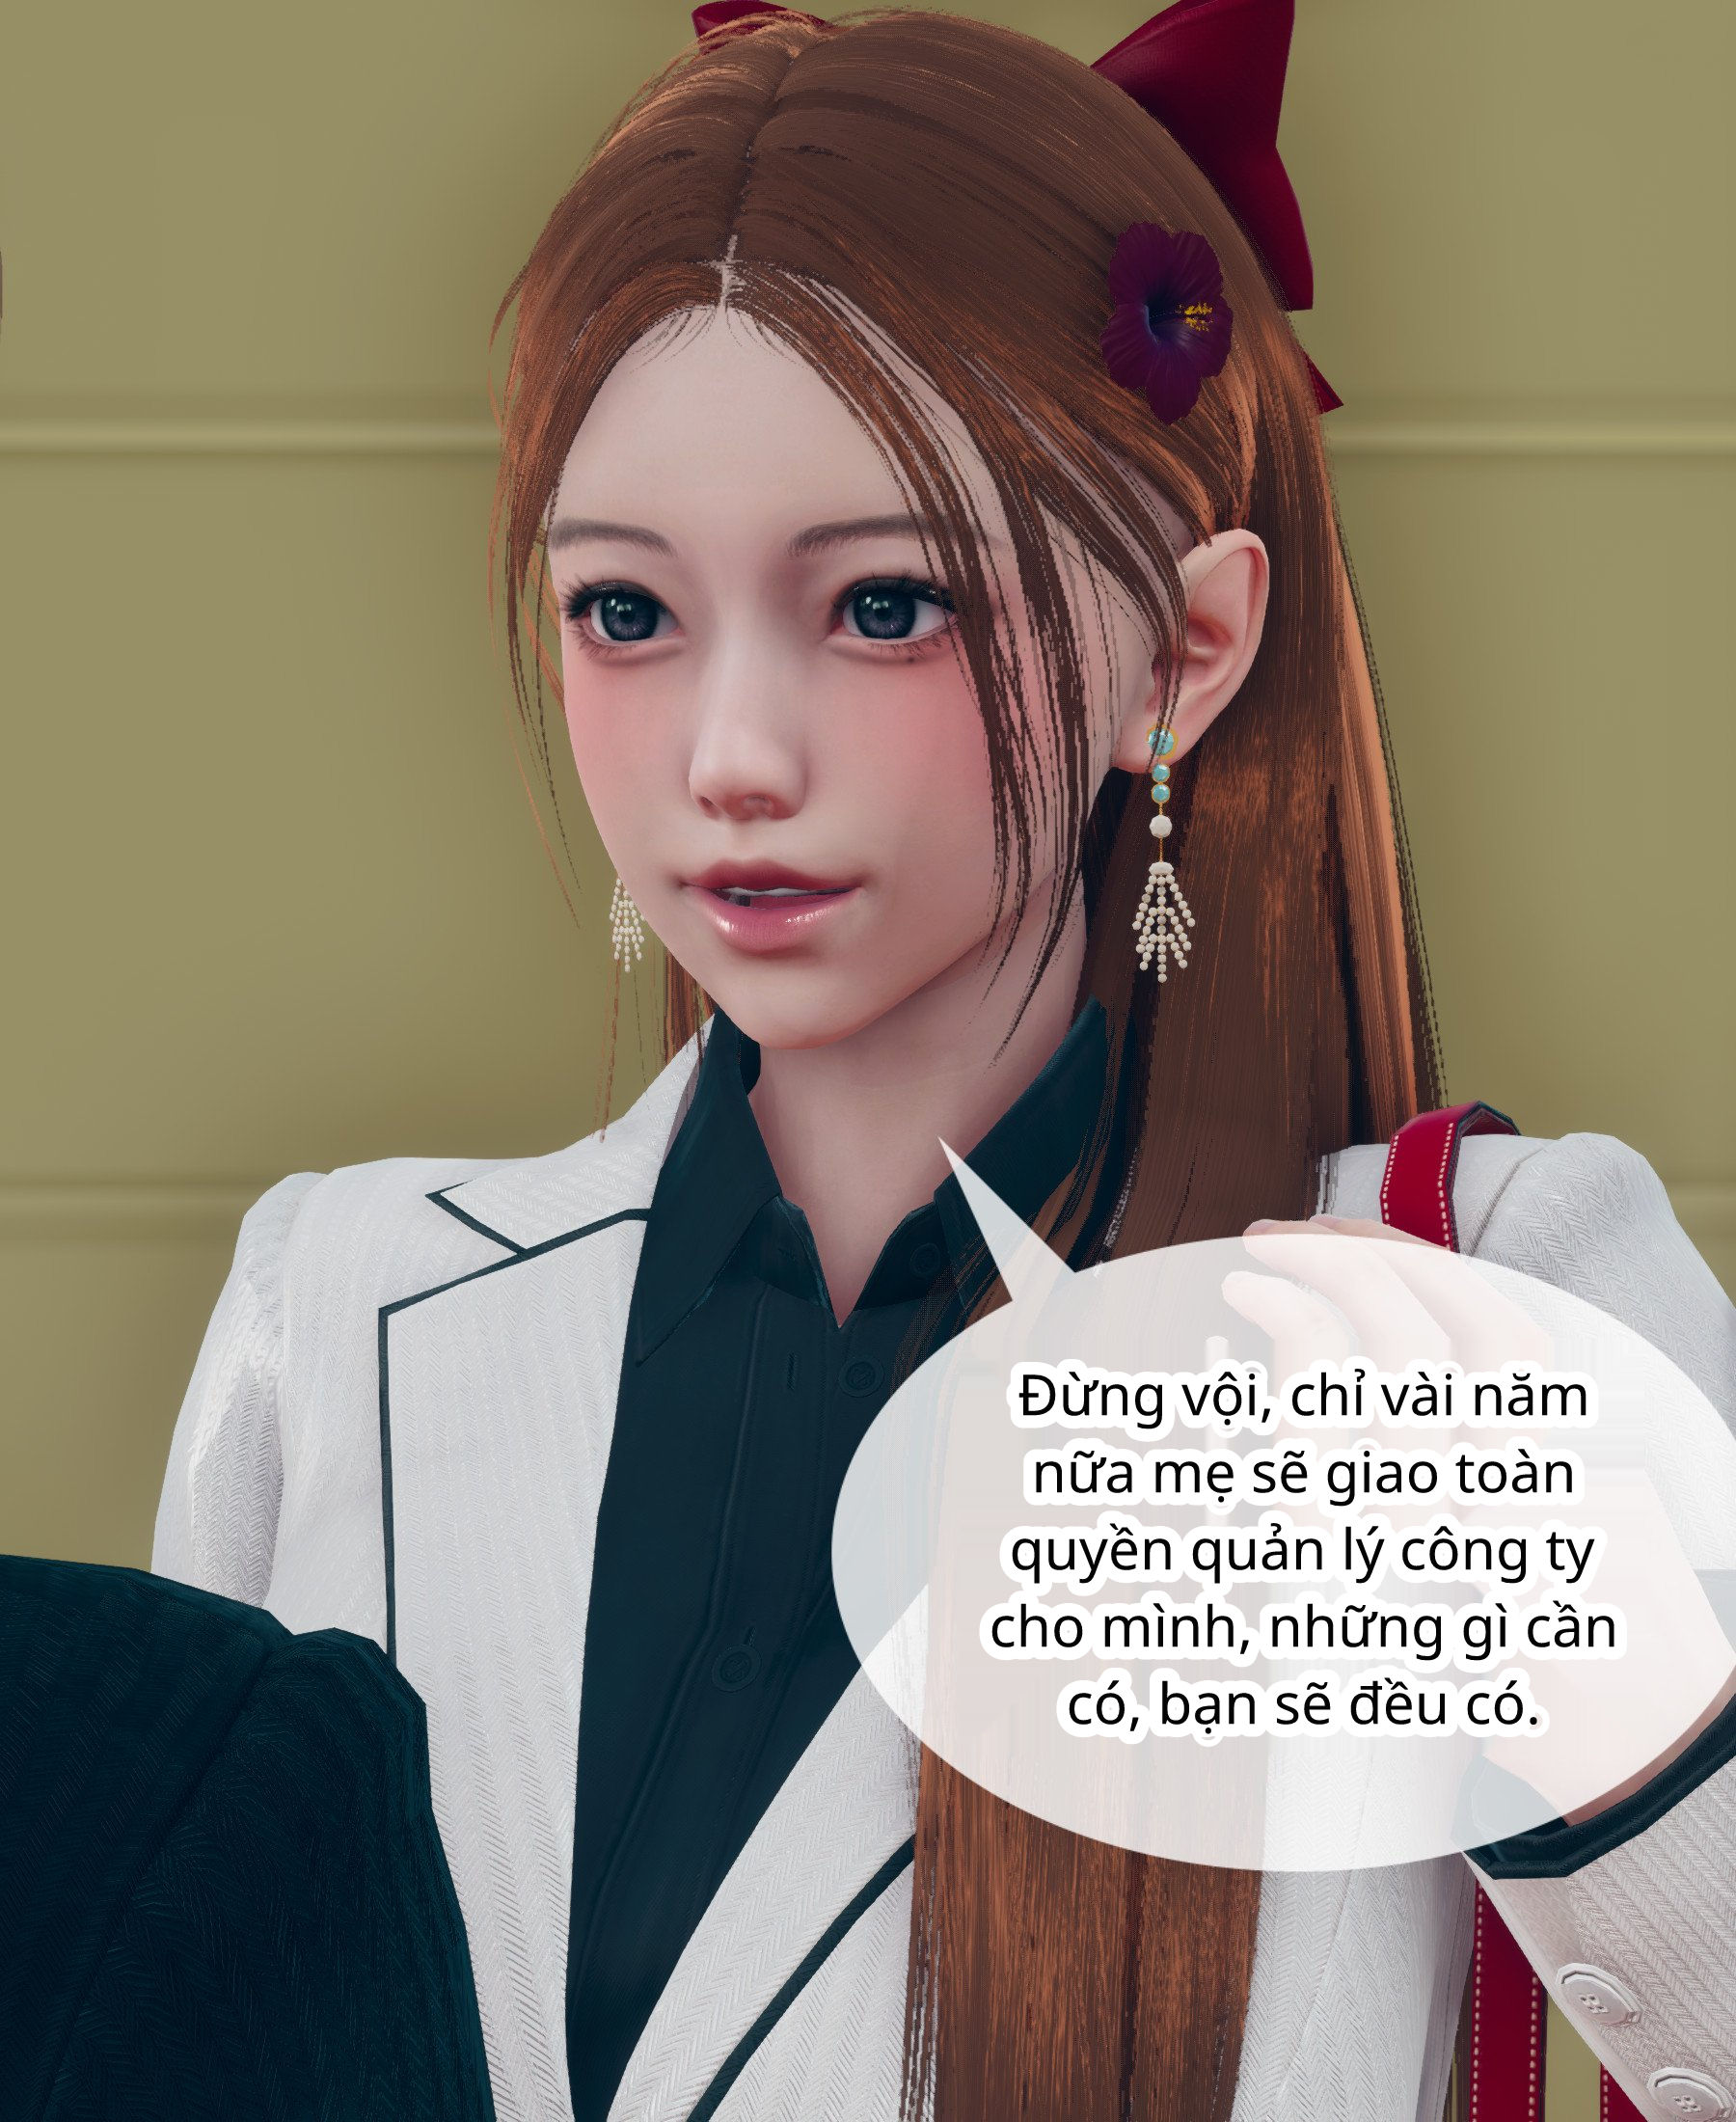 Đừng vội, chỉ vài năm
nữa mẹ sẽ giao toàn
quyền quản lý công ty
cho mình, những gì cần
có, bạn sẽ đều có.